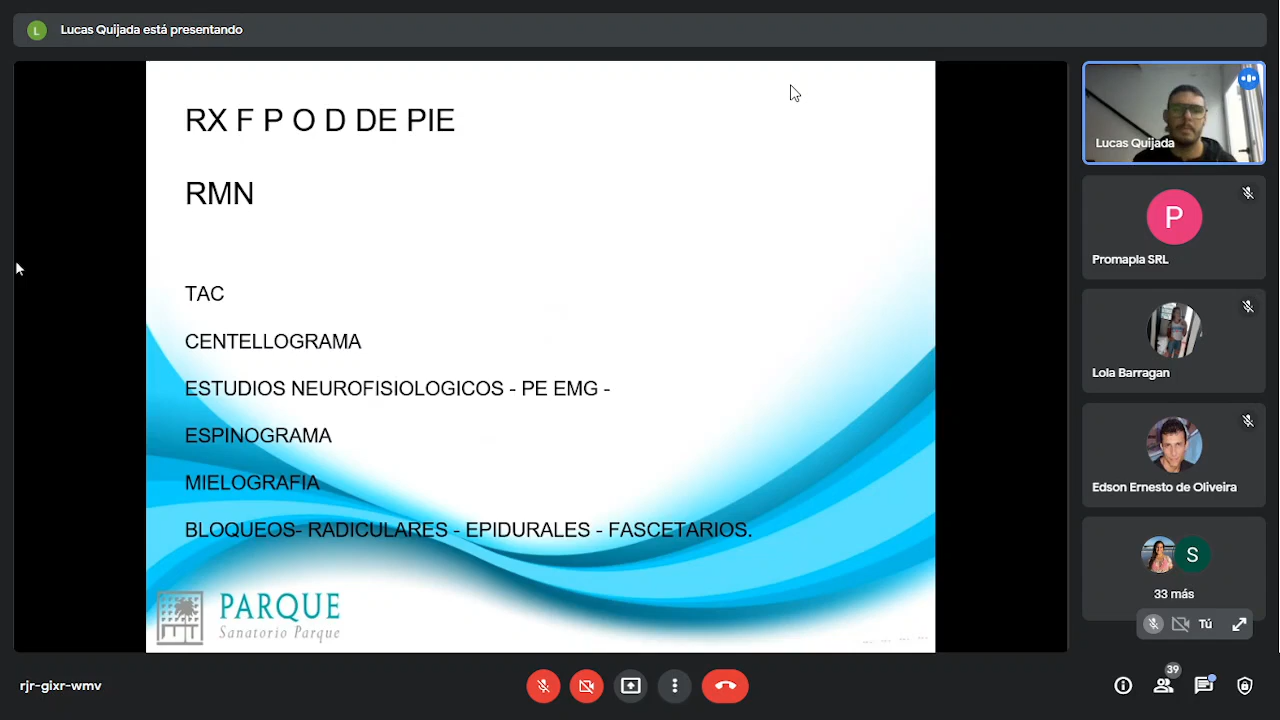 L
Lucas Quijada está presentando
RX F P O D DE PIE
RMN
TAC
CENTELLOGRAMA
ESTUDIOS NEUROFISIOLOGICOS - PE EMG -
ESPINOGRAMA
MIELOGRAFIA
BLOQUEOS- RADICULARES - EPIDURALES - FASCETARIOS.
PARQUE
Sanatorio Parque
Lucas Quijada
P
Promapla SRL
Lola Barragan
Edson Ernesto de Oliveira
S
33 más
Tú
rjr-gixr-wmv
39